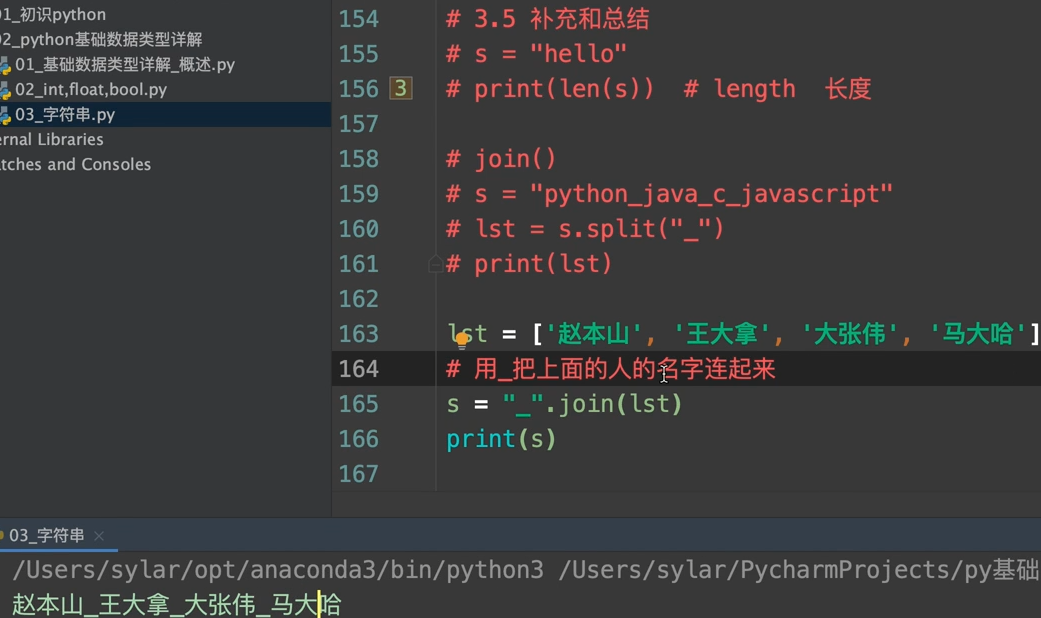 01_初识python
02_python基础数据类型详解
01_基础数据类型详解_概述.py
02_int,float,bool.py
03_字符串.py
ernal Libraries
atches and Consoles
154 # 3.5 补充和总结
155 # s = "hello"
156 3 # print(len(s)) # length 长度
157
158 # join()
159 # s = "python_java_c_javascript"
160 # lst = s.split("_")
161 # print(lst)
162
163 lst = ['赵本山', '王大拿', '大张伟', '马大哈']
164 # 用_把上面的人的名字连起来
165 s = "_".join(lst)
166 print(s)
167
03_字符串 ×
/Users/sylar/opt/anaconda3/bin/python3 /Users/sylar/PycharmProjects/py基础
赵本山_王大拿_大张伟_马大哈